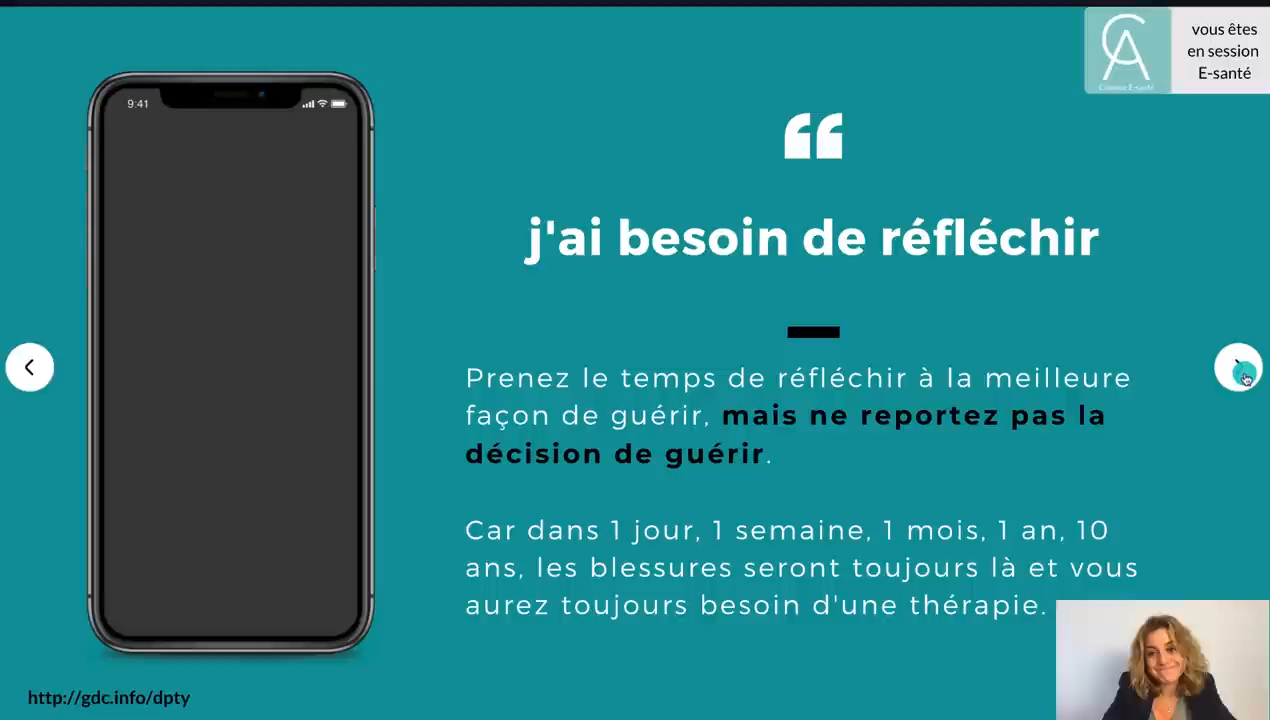 vous êtes
en session
E-santé
CA
9:41
j'ai besoin de réfléchir
Prenez le temps de réfléchir à la meilleure
façon de guérir, mais ne reportez pas la
décision de guérir.
Car dans 1 jour, 1 semaine, 1 mois, 1 an, 10
ans, les blessures seront toujours là et vous
aurez toujours besoin d'une thérapie.
http://gdc.info/dpty